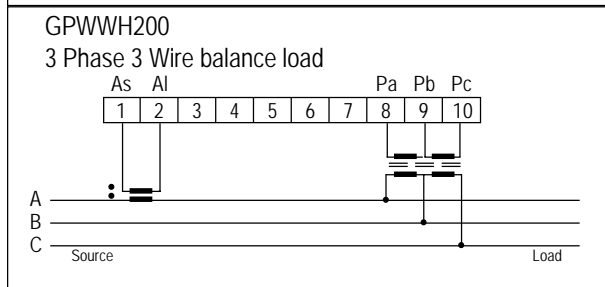 GPWWH200
3 Phase 3 Wire balance load
As Al Pa Pb Pc
1 2 3 4 5 6 7 8 9 10
A
B
C
Source Load